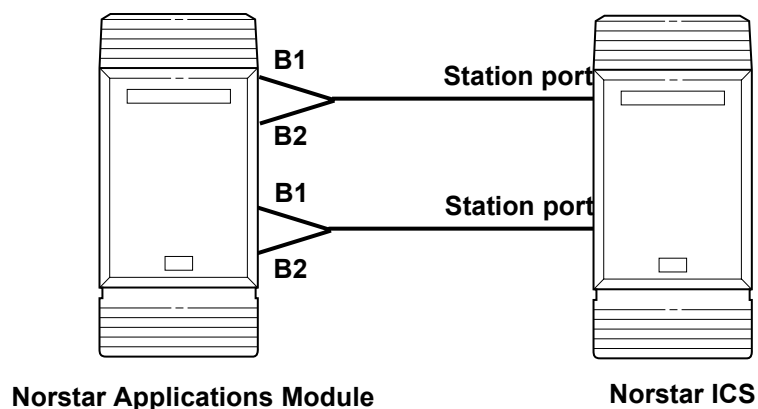 B1
Station port
B2
B1
Station port
B2
Norstar Applications Module
Norstar ICS